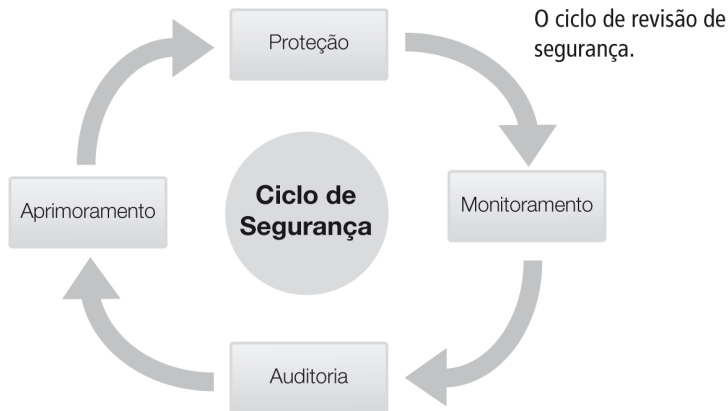 O ciclo de revisão de
segurança.
Proteção
Monitoramento
Auditoria
Aprimoramento
Ciclo de
Segurança